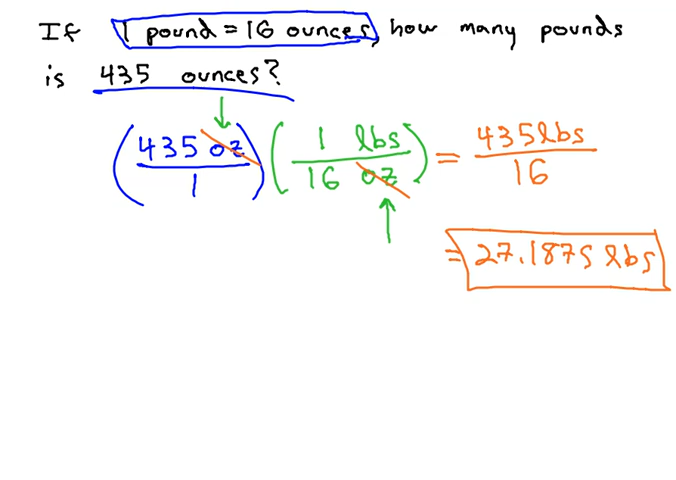 If 1 pound = 16 ounces, how many pounds
is 435 ounces?
(435 oz / 1) (1 lbs / 16 oz) = 435 lbs / 16
= 27.1875 lbs